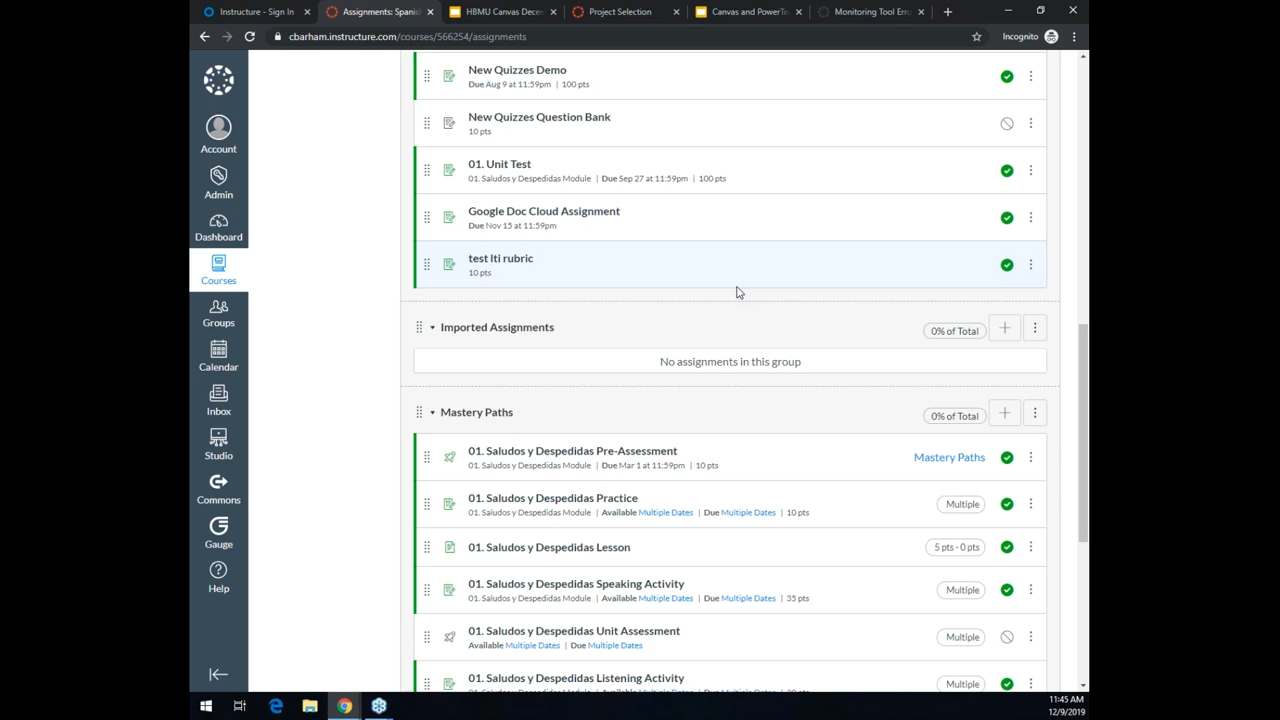 Instructure - Sign In
Assignments: Spanis
HBMU Canvas Dece
Project Selection
Canvas and PowerTe
Monitoring Tool Erro
cbarham.instructure.com/courses/566254/assignments
Incognito
Account
Admin
Dashboard
Courses
Groups
Calendar
Inbox
Studio
Commons
Gauge
Help
New Quizzes Demo
Due Aug 9 at 11:59pm | 100 pts
New Quizzes Question Bank
10 pts
01. Unit Test
01. Saludos y Despedidas Module | Due Sep 27 at 11:59pm | 100 pts
Google Doc Cloud Assignment
Due Nov 15 at 11:59pm
test lti rubric
10 pts
Imported Assignments 0% of Total
No assignments in this group
Mastery Paths 0% of Total
01. Saludos y Despedidas Pre-Assessment
01. Saludos y Despedidas Module | Due Mar 1 at 11:59pm | 10 pts
Mastery Paths
01. Saludos y Despedidas Practice
01. Saludos y Despedidas Module | Available Multiple Dates | Due Multiple Dates | 10 pts
Multiple
01. Saludos y Despedidas Lesson
5 pts - 0 pts
01. Saludos y Despedidas Speaking Activity
01. Saludos y Despedidas Module | Available Multiple Dates | Due Multiple Dates | 35 pts
Multiple
01. Saludos y Despedidas Unit Assessment
Available Multiple Dates | Due Multiple Dates
Multiple
01. Saludos y Despedidas Listening Activity
Multiple
11:45 AM
12/9/2019